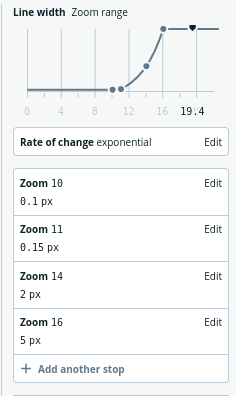 Line width Zoom range
0 4 8 12 16 19.4
Rate of change exponential Edit
Zoom 10 Edit
0.1 px
Zoom 11 Edit
0.15 px
Zoom 14 Edit
2 px
Zoom 16 Edit
5 px
+ Add another stop